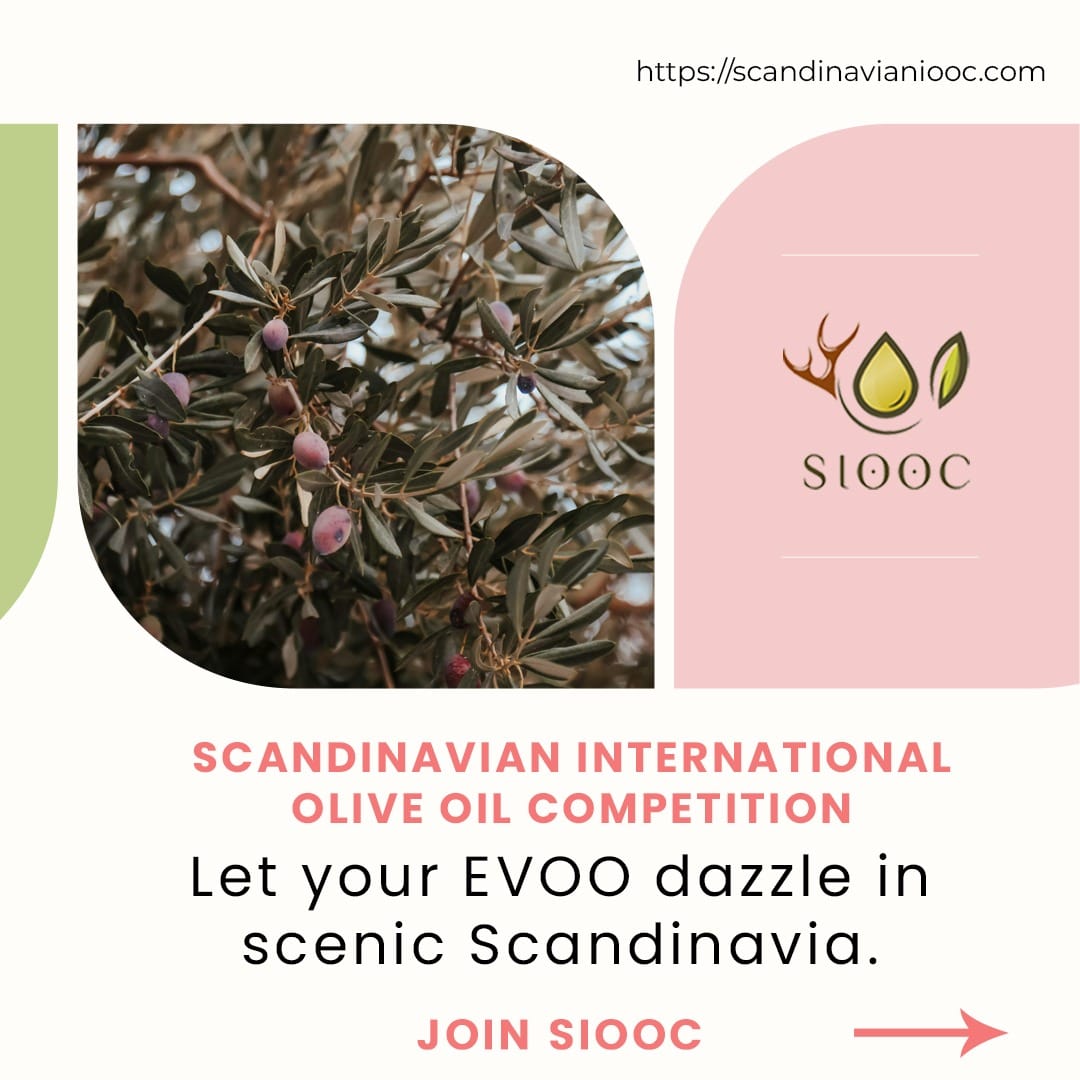 https://scandinavianiooc.com
SIOOC
SCANDINAVIAN INTERNATIONAL
OLIVE OIL COMPETITION
Let your EVOO dazzle in
scenic Scandinavia.
JOIN SIOOC